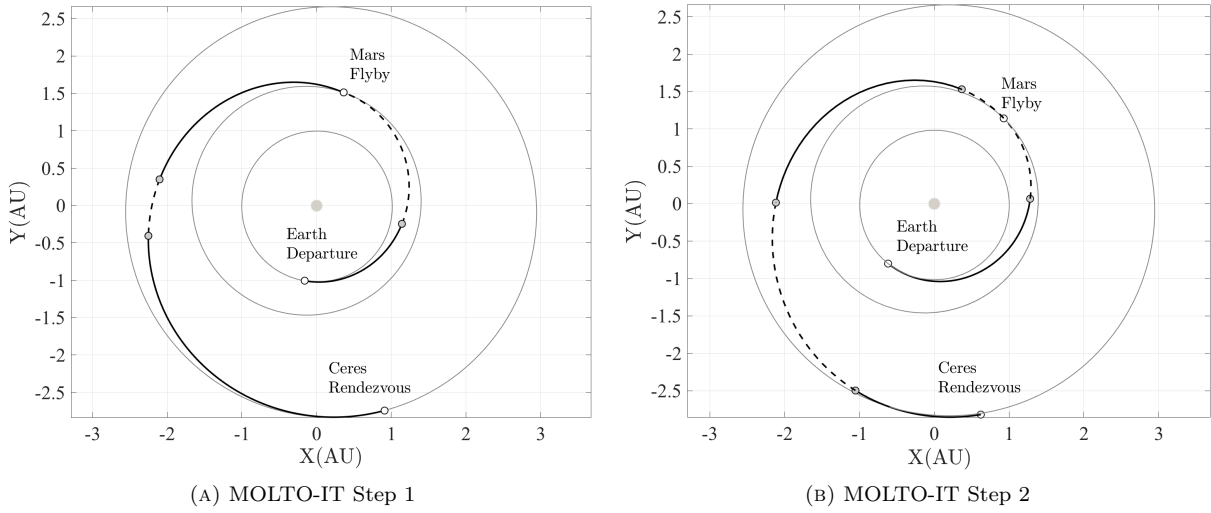 2.5
2
1.5
1
0.5
0
-0.5
-1
-1.5
-2
-2.5
Y(AU)
Mars
Flyby
Earth
Departure
Ceres
Rendezvous
-3 -2 -1 0 1 2 3
X(AU)
(A) MOLTO-IT Step 1
2.5
2
1.5
1
0.5
0
-0.5
-1
-1.5
-2
-2.5
Y(AU)
Mars
Flyby
Earth
Departure
Ceres
Rendezvous
-3 -2 -1 0 1 2 3
X(AU)
(B) MOLTO-IT Step 2